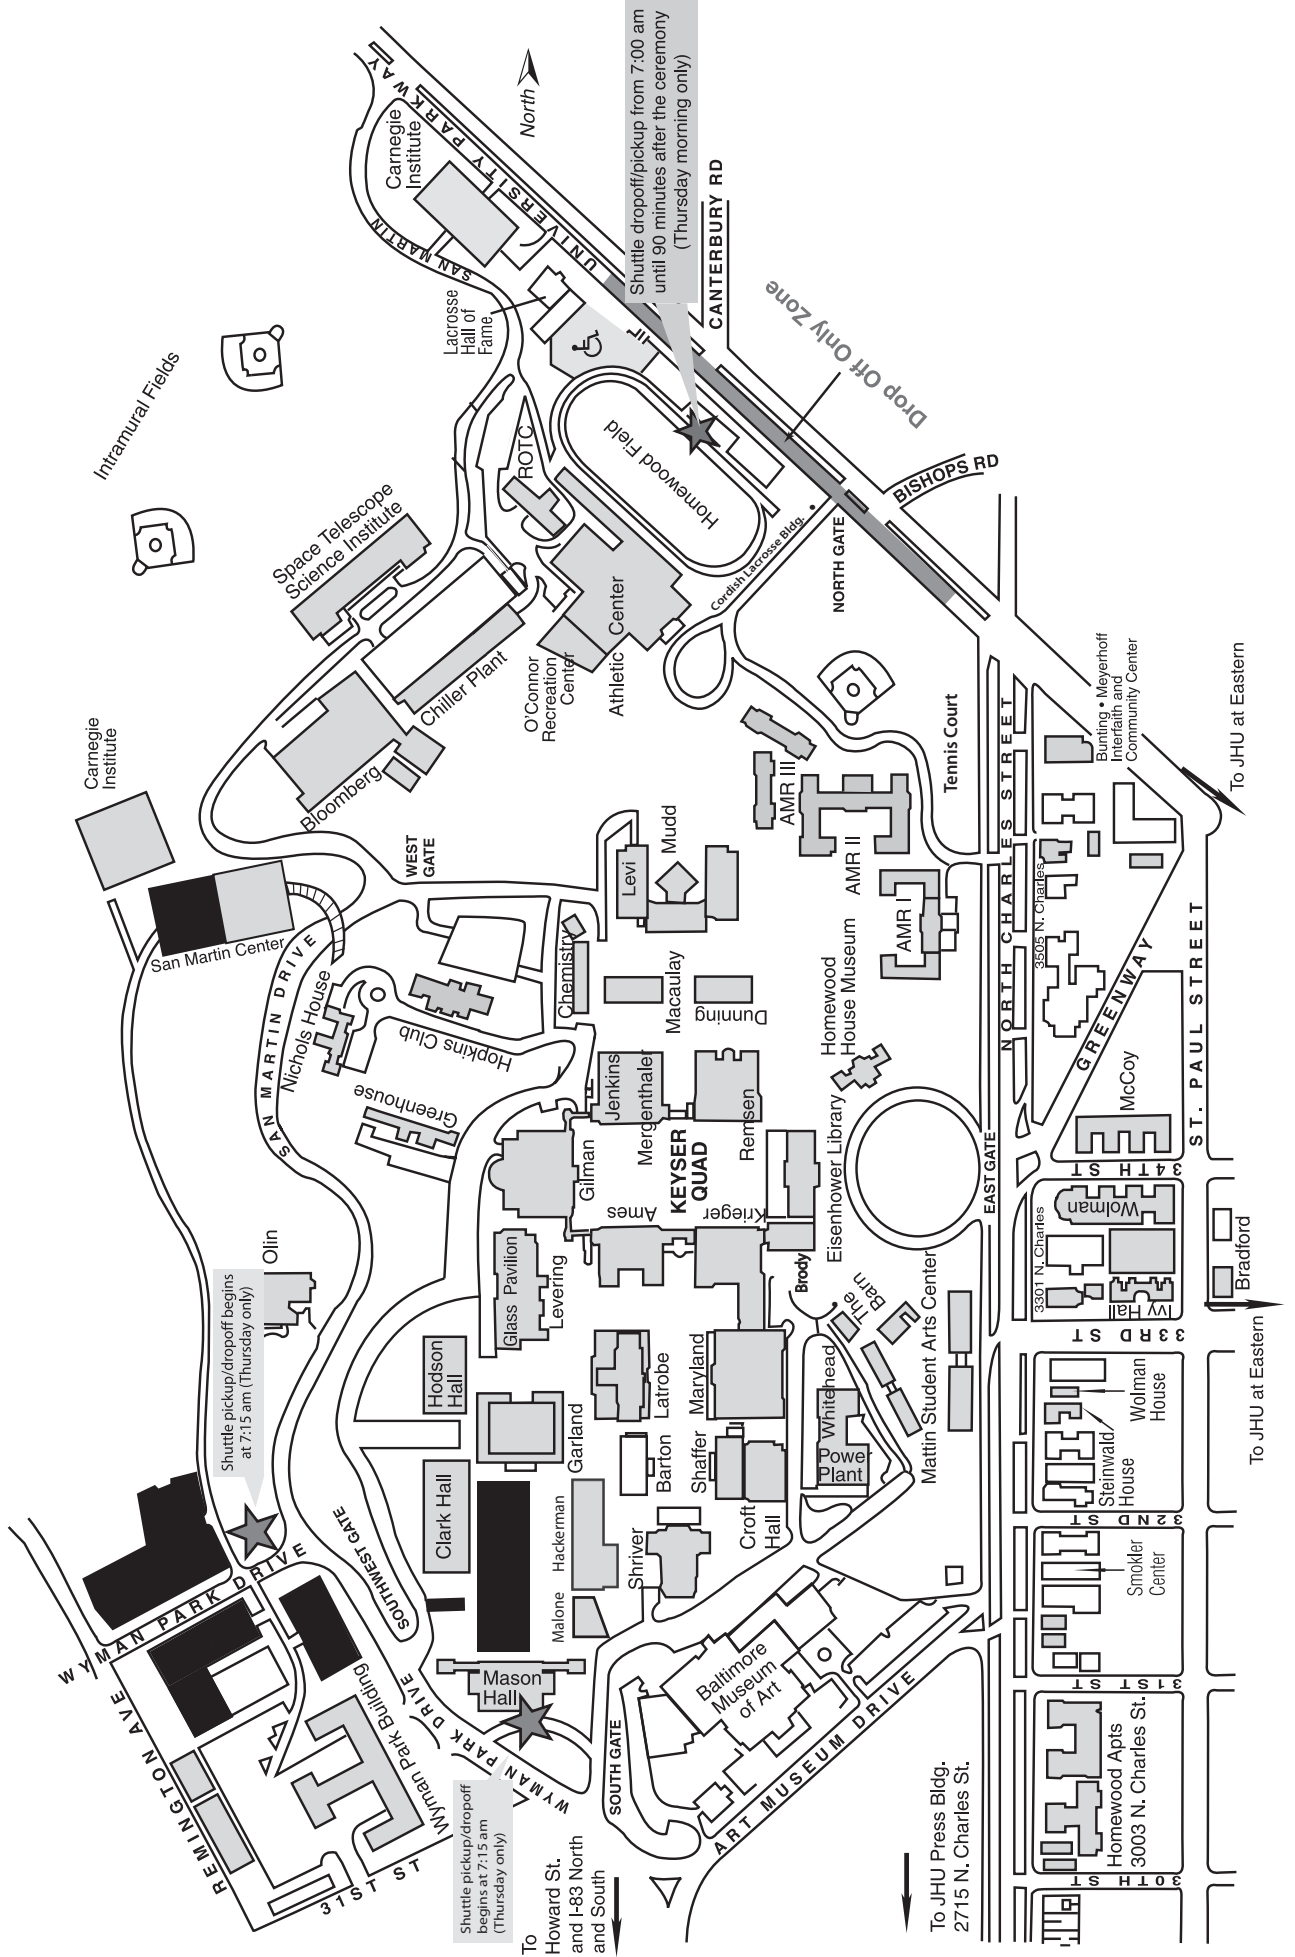 North
Shuttle dropoff/pickup from 7:00 am
until 90 minutes after the ceremony
(Thursday morning only)
CANTERBURY RD
Drop Off Only Zone
UNIVERSITY PARKWAY
Carnegie
Institute
SAN MARTIN
Lacrosse
Hall of
Fame
Intramural Fields
ROTC
Homewood Field
BISHOPS RD
Cordish Lacrosse Bldg.
NORTH GATE
Space Telescope
Science Institute
Chiller Plant
O'Connor
Recreation
Center
Athletic Center
Bloomberg
Carnegie
Institute
San Martin Center
WEST
GATE
SAN MARTIN DRIVE
Nichols House
Hopkins Club
Greenhouse
Levi
Mudd
AMR III
AMR II
AMR I
Tennis Court
Chemistry
Macaulay
Dunning
Homewood
House Museum
NORTH CHARLES STREET
3505 N. Charles
Bunting • Meyerhoff
Interfaith and
Community Center
To JHU at Eastern
GREENWAY
ST. PAUL STREET
McCoy
34TH ST
Jenkins
Mergenthaler
Remsen
Gilman
KEYSER
QUAD
Ames
Krieger
Eisenhower Library
EAST GATE
Wolman
3301 N. Charles
Ivy
Hall
Bradford
33RD ST
To JHU at Eastern
Olin
Shuttle pickup/dropoff begins
at 7:15 am (Thursday only)
Glass Pavilion
Levering
Brody
The
Barn
Mattin Student Arts Center
Hodson
Hall
Latrobe
Maryland
Whitehead
Power
Plant
Garland
Barton
Shaffer
Croft
Hall
Clark Hall
Hackerman
Shriver
Malone
Wolman
House
Steinwald
House
32ND ST
Smokler
Center
31ST ST
SOUTHWEST GATE
WYMAN PARK DRIVE
Mason
Hall
Baltimore
Museum
of Art
ART MUSEUM DRIVE
SOUTH GATE
WYMAN PARK DRIVE
Wyman Park Building
REMINGTON AVE
31ST ST
Shuttle pickup/dropoff
begins at 7:15 am
(Thursday only)
To
Howard St.
and I-83 North
and South
To JHU Press Bldg.
2715 N. Charles St.
Homewood Apts
3003 N. Charles St.
30TH ST